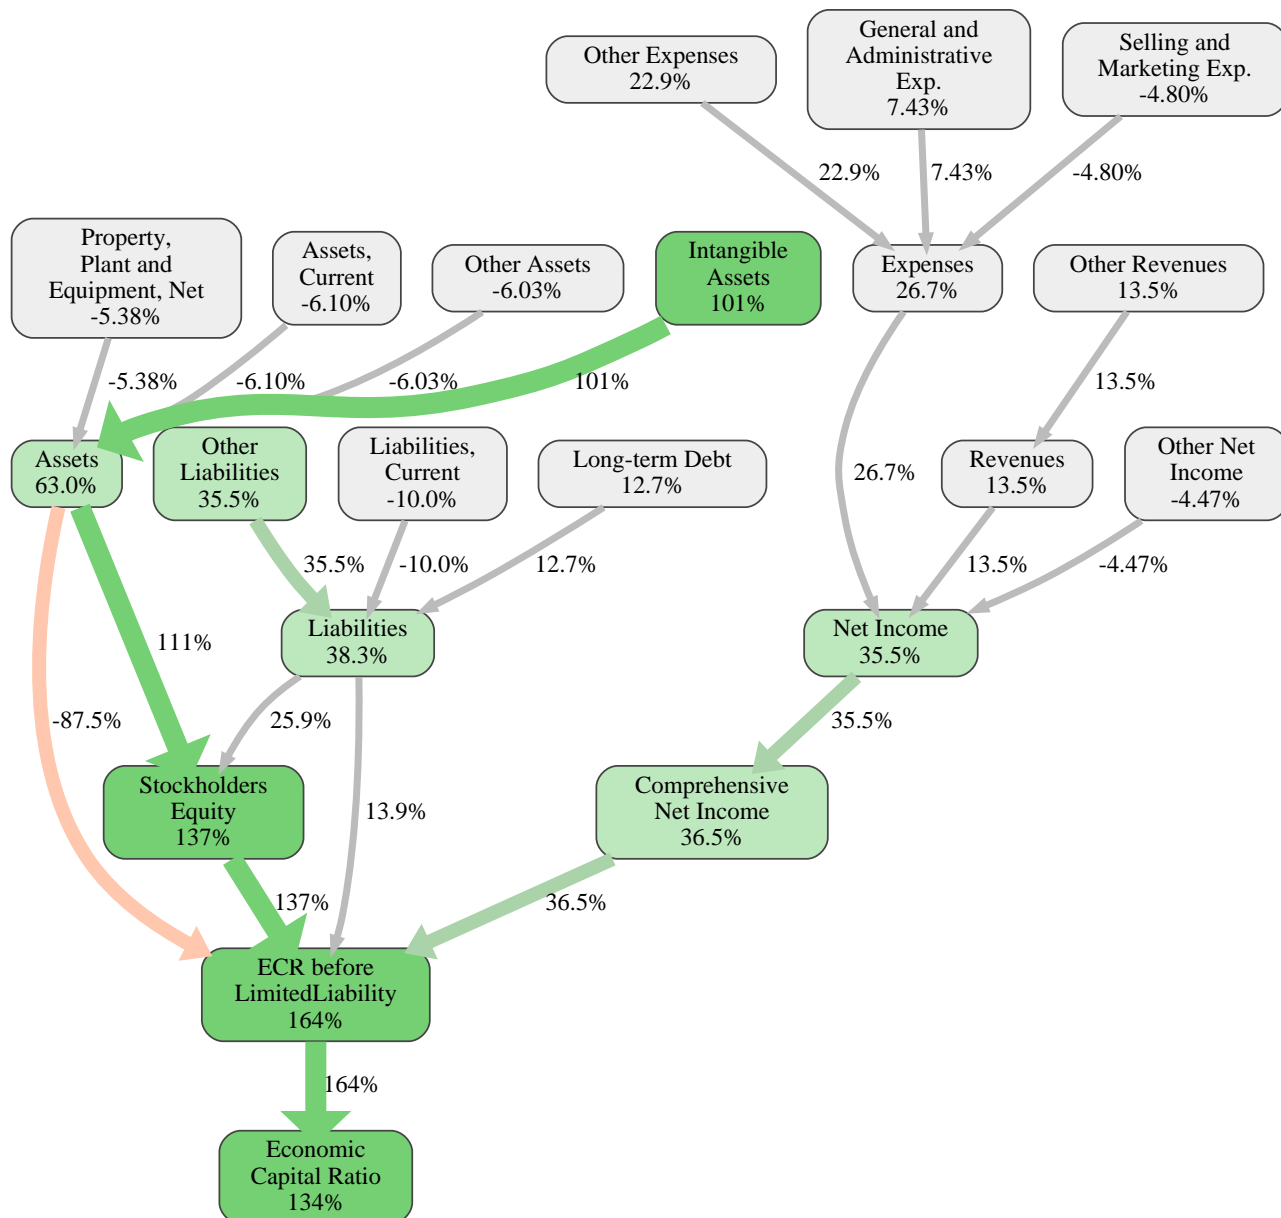 Other Expenses
22.9%
General and
Administrative
Exp.
7.43%
Selling and
Marketing Exp.
-4.80%
22.9%
7.43%
-4.80%
Property,
Plant and
Equipment, Net
-5.38%
Assets,
Current
-6.10%
Other Assets
-6.03%
Intangible
Assets
101%
Expenses
26.7%
Other Revenues
13.5%
-5.38%
-6.10%
-6.03%
101%
13.5%
Assets
63.0%
Other
Liabilities
35.5%
Liabilities,
Current
-10.0%
Long-term Debt
12.7%
26.7%
Revenues
13.5%
Other Net
Income
-4.47%
35.5%
-10.0%
12.7%
13.5%
-4.47%
111%
Liabilities
38.3%
Net Income
35.5%
-87.5%
25.9%
35.5%
Stockholders
Equity
137%
13.9%
Comprehensive
Net Income
36.5%
137%
36.5%
ECR before
LimitedLiability
164%
164%
Economic
Capital Ratio
134%